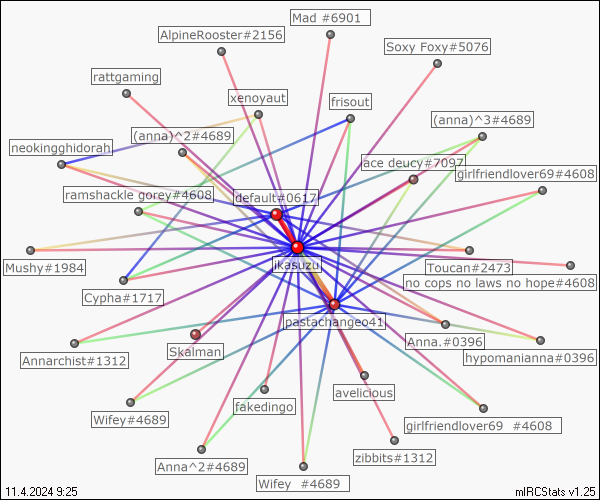 Mad #6901
AlpineRooster#2156
Soxy Foxy#5076
rattgaming
xenoyaut
frisout
(anna)^3#4689
(anna)^2#4689
neokingghidorah
ace deucy#7097
girlfriendlover69#4608
ramshackle gorey#4608
default#0617
ikasuzu
Mushy#1984
Toucan#2473
no cops no laws no hope#4608
Cypha#1717
pastachangeo41
Anna.#0396
Skalman
Annarchist#1312
hypomanianna#0396
avelicious
fakedingo
Wifey#4689
girlfriendlover69 #4608
zibbits#1312
Anna^2#4689
Wifey #4689
11.4.2024 9:25
mIRCStats v1.25